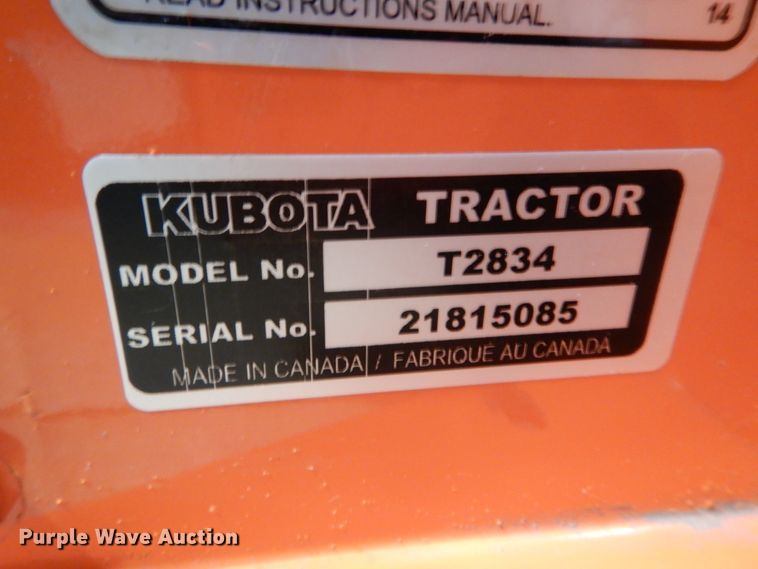 READ INSTRUCTIONS MANUAL. 14
KUBOTA TRACTOR
MODEL No. T2834
SERIAL No. 21815085
MADE IN CANADA / FABRIQUÉ AU CANADA
Purple Wave Auction